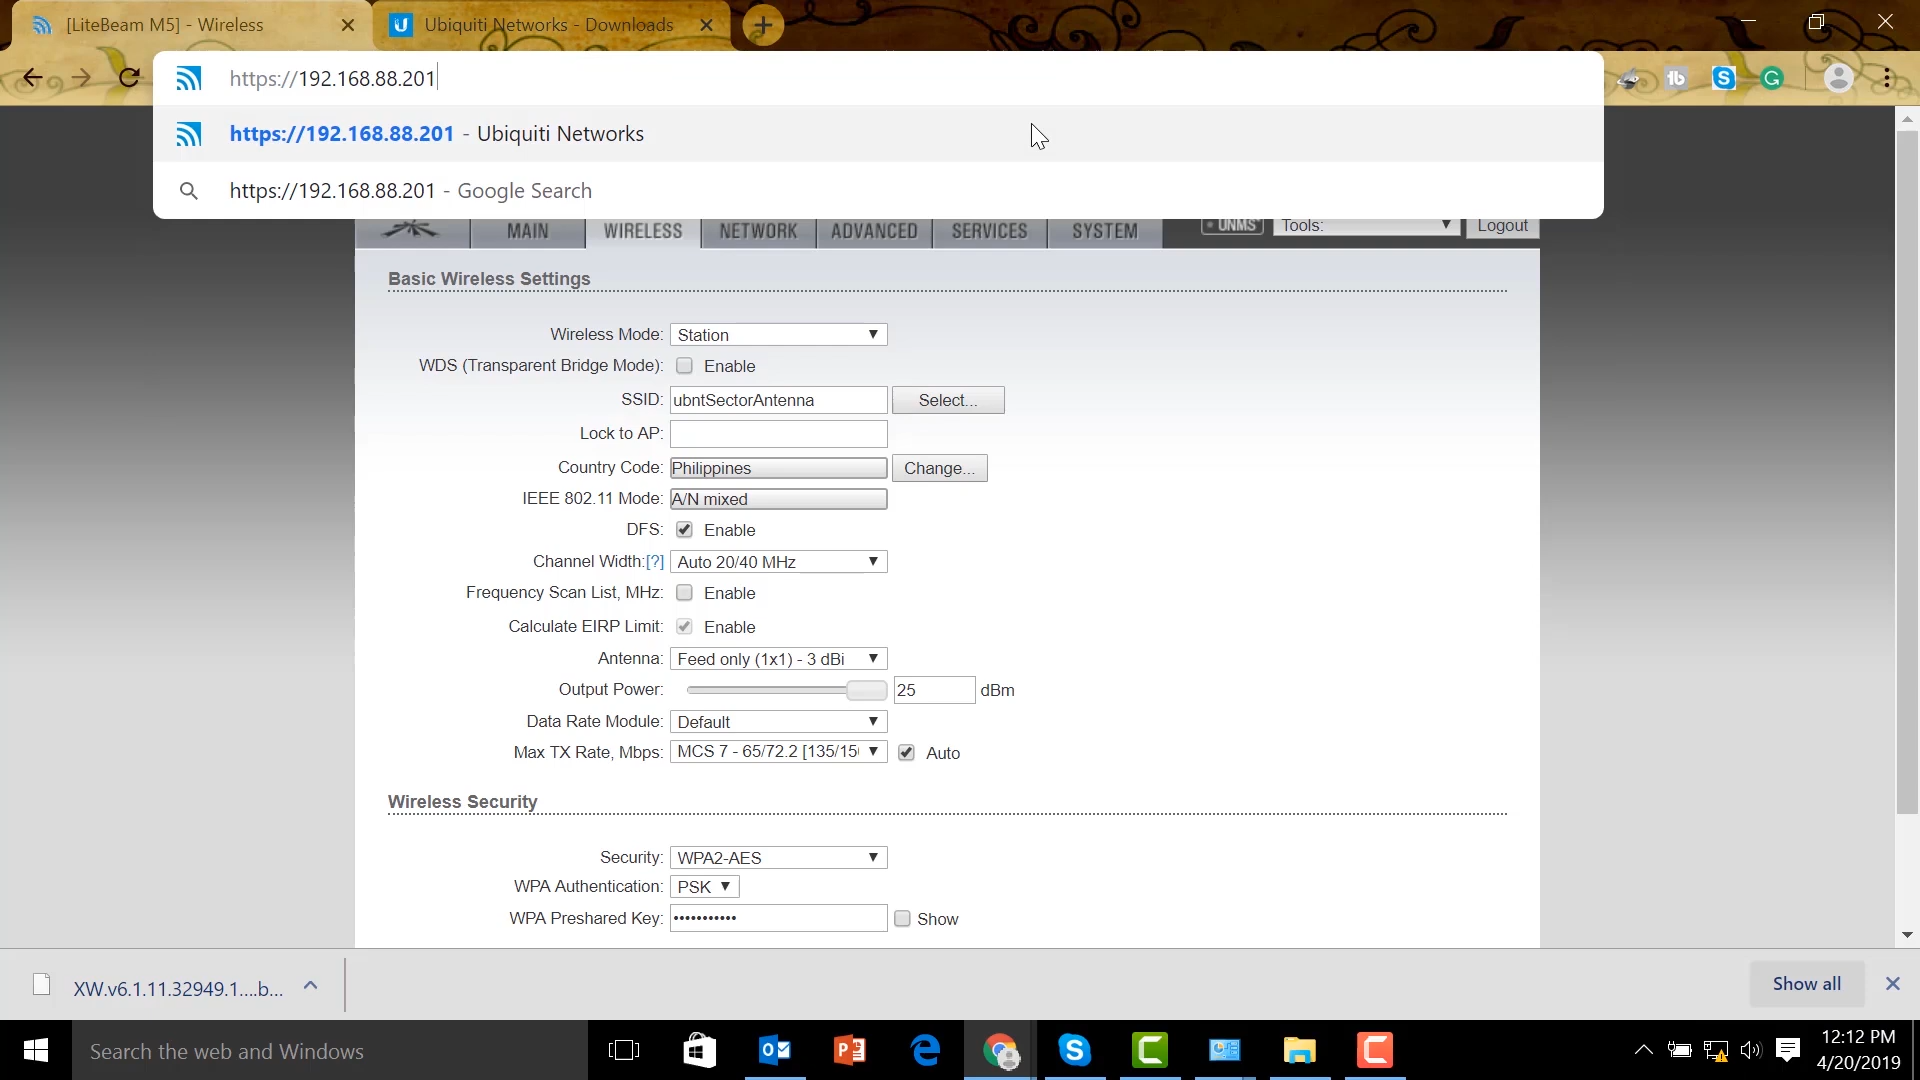 [LiteBeam M5] - Wireless
Ubiquiti Networks - Downloads
https://192.168.88.201
https://192.168.88.201 - Ubiquiti Networks
https://192.168.88.201 - Google Search
MAIN WIRELESS NETWORK ADVANCED SERVICES SYSTEM UNMS Tools: Logout
Basic Wireless Settings
Wireless Mode: Station
WDS (Transparent Bridge Mode): Enable
SSID: ubntSectorAntenna Select...
Lock to AP:
Country Code: Philippines Change...
IEEE 802.11 Mode: A/N mixed
DFS: Enable
Channel Width:[?] Auto 20/40 MHz
Frequency Scan List, MHz: Enable
Calculate EIRP Limit: Enable
Antenna: Feed only (1x1) - 3 dBi
Output Power: 25 dBm
Data Rate Module: Default
Max TX Rate, Mbps: MCS 7 - 65/72.2 [135/15 Auto
Wireless Security
Security: WPA2-AES
WPA Authentication: PSK
WPA Preshared Key: ••••••••••• Show
XW.v6.1.11.32949.1....b...
Show all
Search the web and Windows
12:12 PM
4/20/2019